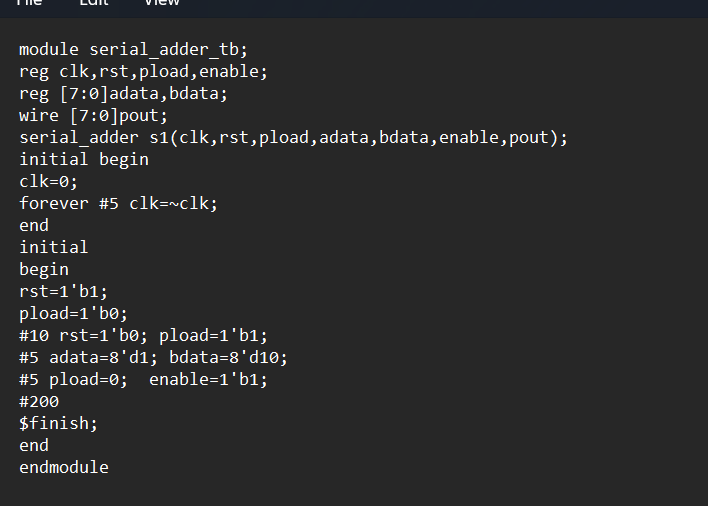 File Edit View
module serial_adder_tb;
reg clk,rst,pload,enable;
reg [7:0]adata,bdata;
wire [7:0]pout;
serial_adder s1(clk,rst,pload,adata,bdata,enable,pout);
initial begin
clk=0;
forever #5 clk=~clk;
end
initial
begin
rst=1'b1;
pload=1'b0;
#10 rst=1'b0; pload=1'b1;
#5 adata=8'd1; bdata=8'd10;
#5 pload=0;  enable=1'b1;
#200
$finish;
end
endmodule